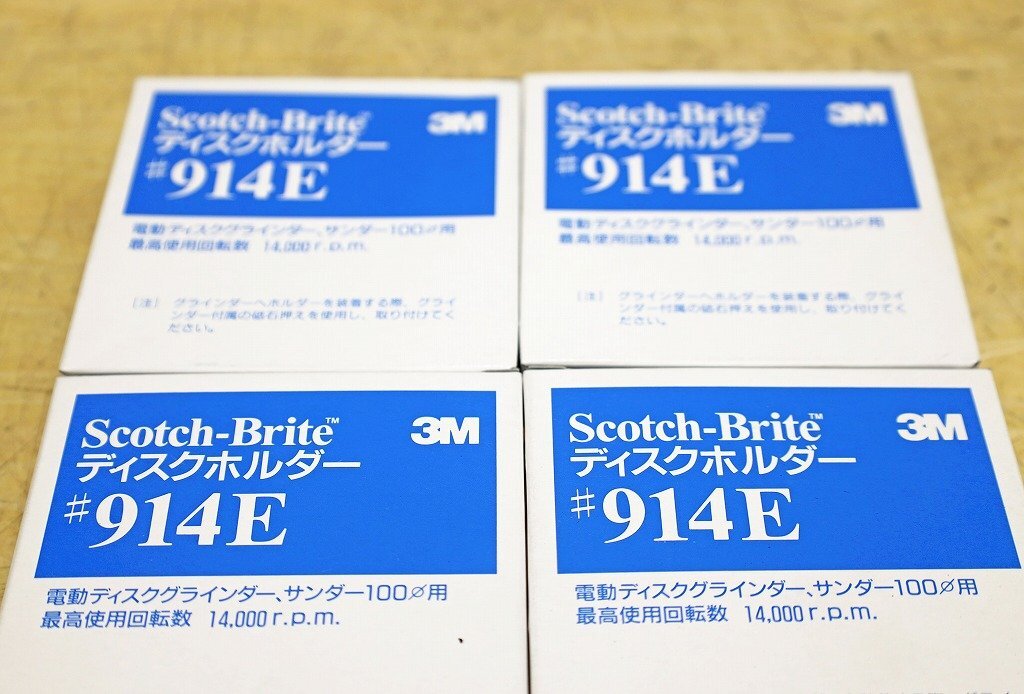 Scotch-Brite™ 3M
ディスクホルダー
#914E
電動ディスクグラインダー、サンダー100∅用
最高使用回転数 14,000 r.p.m.
[注] グラインダーへホルダーを装着する際、グライ
ンダー付属の砥石押えを使用し、取り付けてく
ださい。
Scotch-Brite™ 3M
ディスクホルダー
#914E
電動ディスクグラインダー、サンダー100∅用
最高使用回転数 14,000 r.p.m.
[注] グラインダーへホルダーを装着する際、グライ
ンダー付属の砥石押えを使用し、取り付けてく
ださい。
Scotch-Brite™ 3M
ディスクホルダー
#914E
電動ディスクグラインダー、サンダー100∅用
最高使用回転数 14,000 r.p.m.
Scotch-Brite™ 3M
ディスクホルダー
#914E
電動ディスクグラインダー、サンダー100∅用
最高使用回転数 14,000 r.p.m.